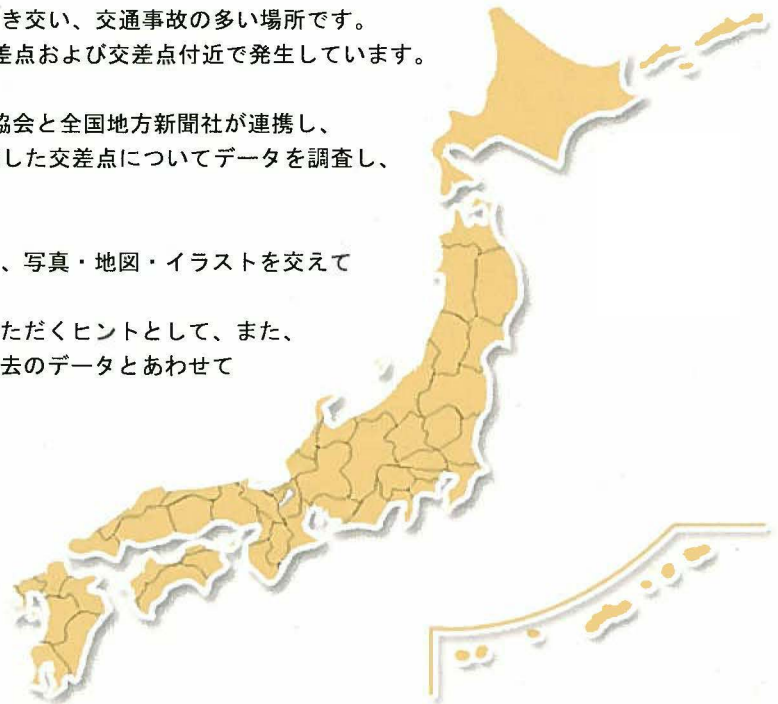 き交い、交通事故の多い場所です。
差点および交差点付近で発生しています。
協会と全国地方新聞社が連携し、
した交差点についてデータを調査し、
、写真・地図・イラストを交えて
ただくヒントとして、また、
去のデータとあわせて